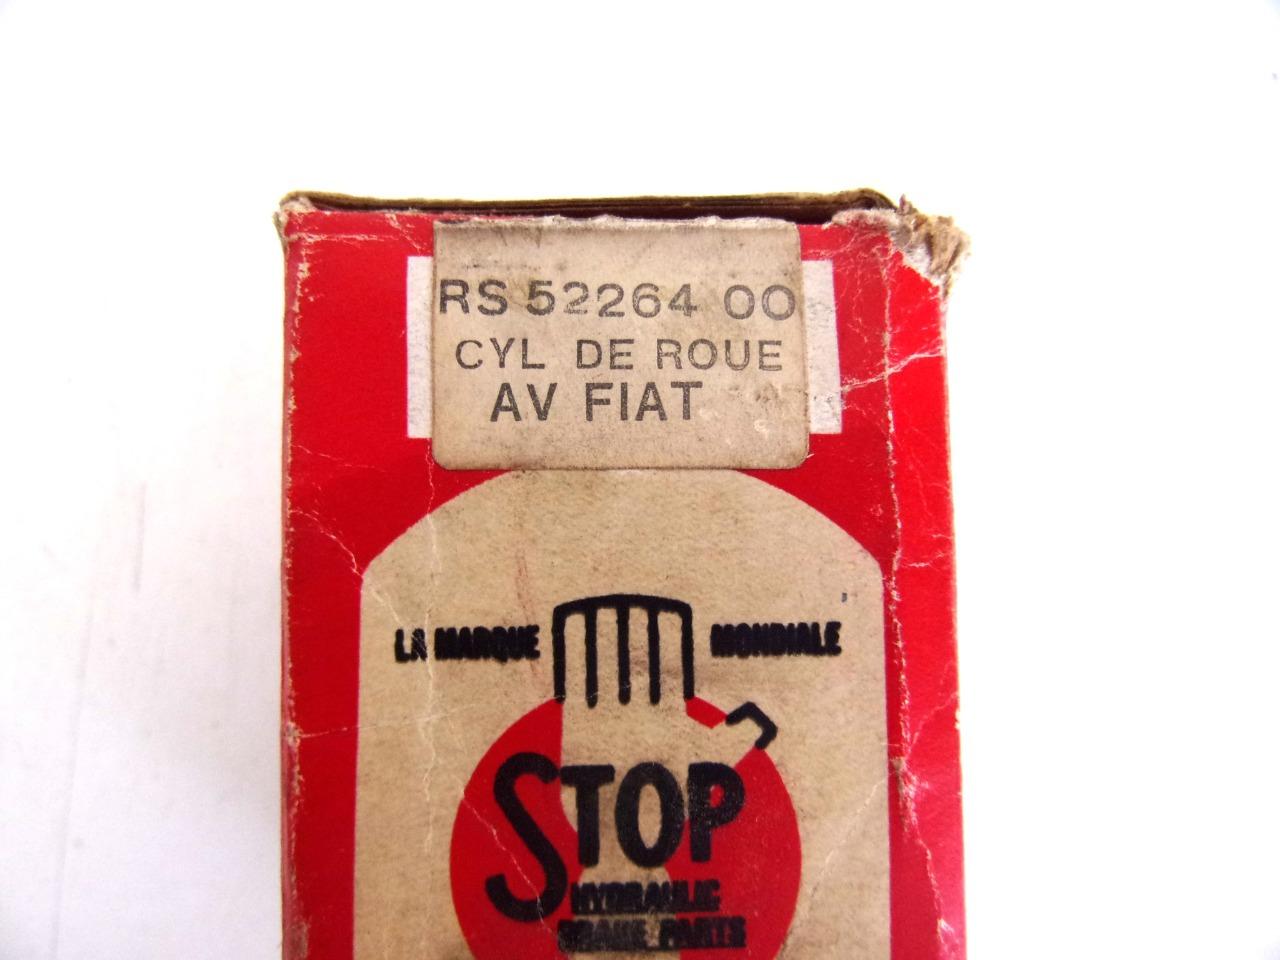 RS 52264 00
CYL DE ROUE
AV FIAT
LA MARQUE MONDIALE
STOP
HYDRAULIC
BRAKE PARTS